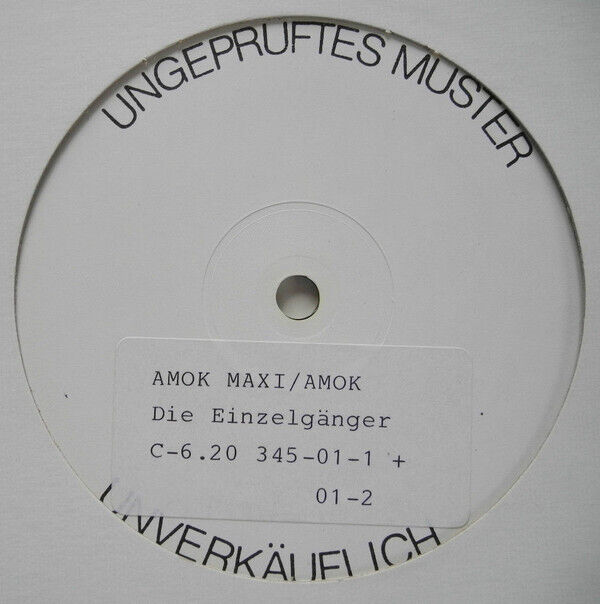 UNGEPRÜFTES MUSTER
AMOK MAXI/AMOK
Die Einzelgänger
C-6.20 345-01-1 +
01-2
UNVERKÄUFLICH